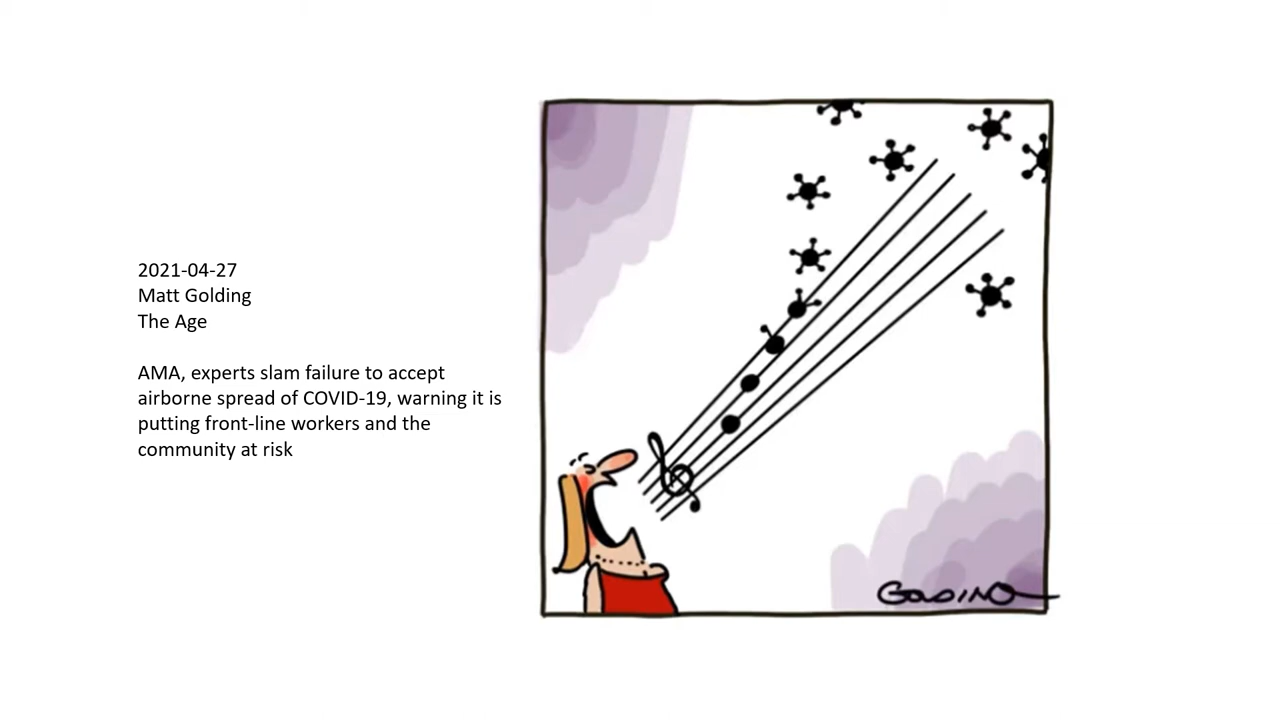 2021-04-27
Matt Golding
The Age
AMA, experts slam failure to accept
airborne spread of COVID-19, warning it is
putting front-line workers and the
community at risk
GOLDING